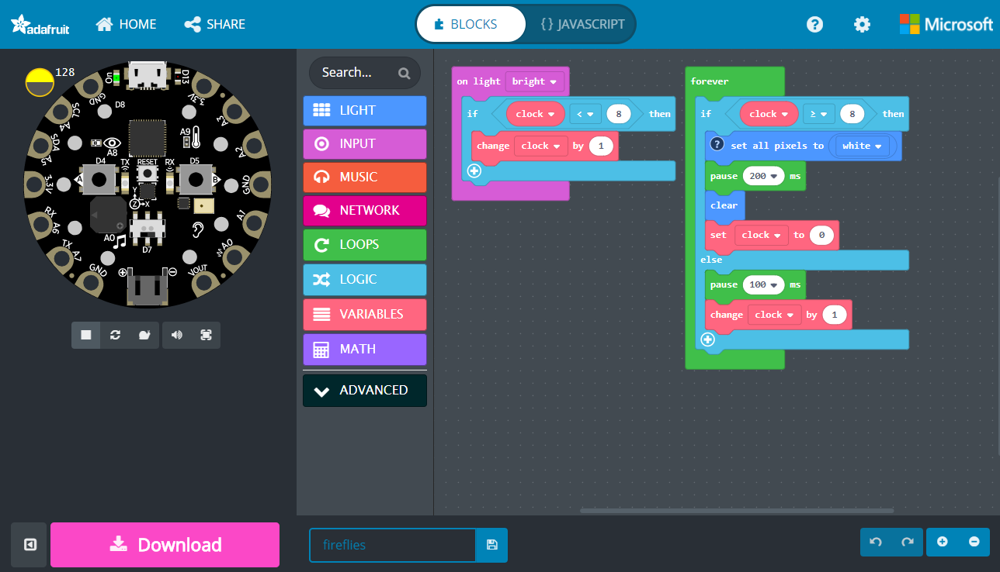 adafruit HOME SHARE BLOCKS { } JAVASCRIPT ? Microsoft
128
UO D13
GND D8 3.3V
SCL A4 A3
A9
SDA A5 A8 A2
D4 TX RESET RX D5
A B
3.3V GND
Y
Z X
RX A6 A1
A0
TX A7 D7 A0
GND VOUT
Search...
LIGHT
INPUT
MUSIC
NETWORK
LOOPS
LOGIC
VARIABLES
MATH
ADVANCED
on light bright
if clock < 8 then
change clock by 1
forever
if clock ≥ 8 then
? set all pixels to white
pause 200 ms
clear
set clock to 0
else
pause 100 ms
change clock by 1
Download
fireflies